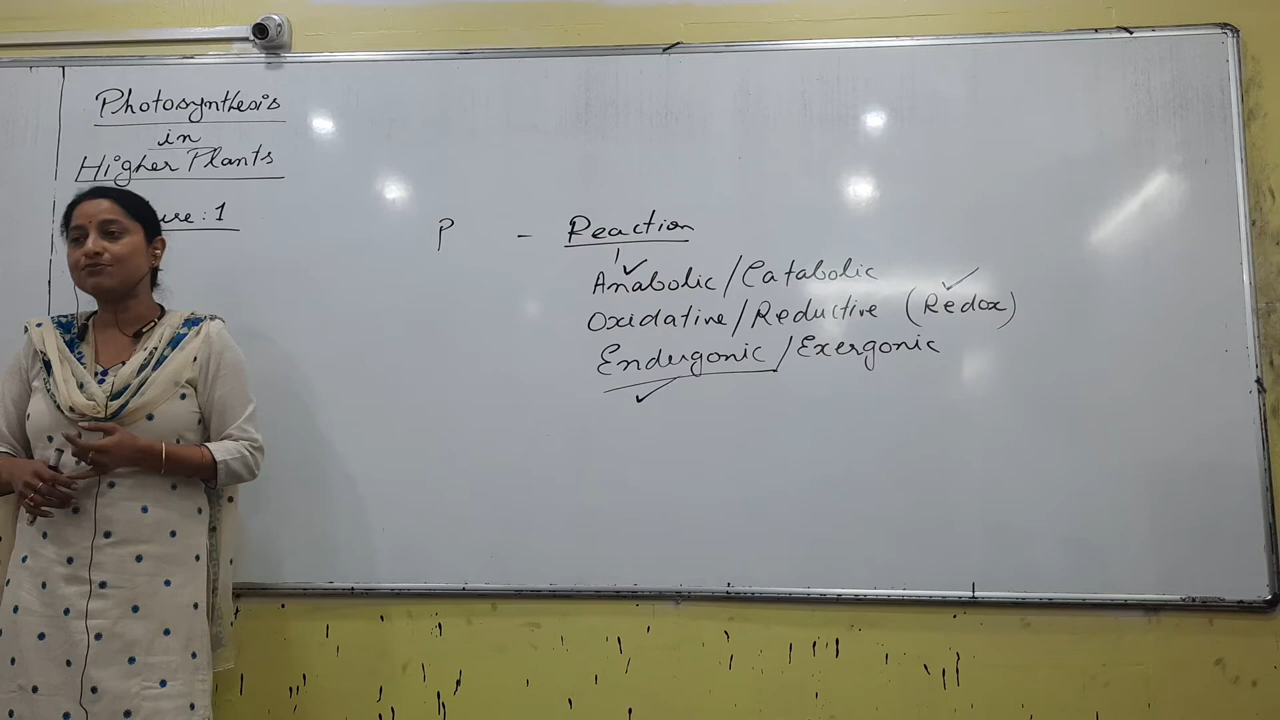 Photosynthesis
in
Higher Plants
ure : 1
P - Reaction
Anabolic / Catabolic
Oxidative / Reductive (Redox)
Endergonic / Exergonic